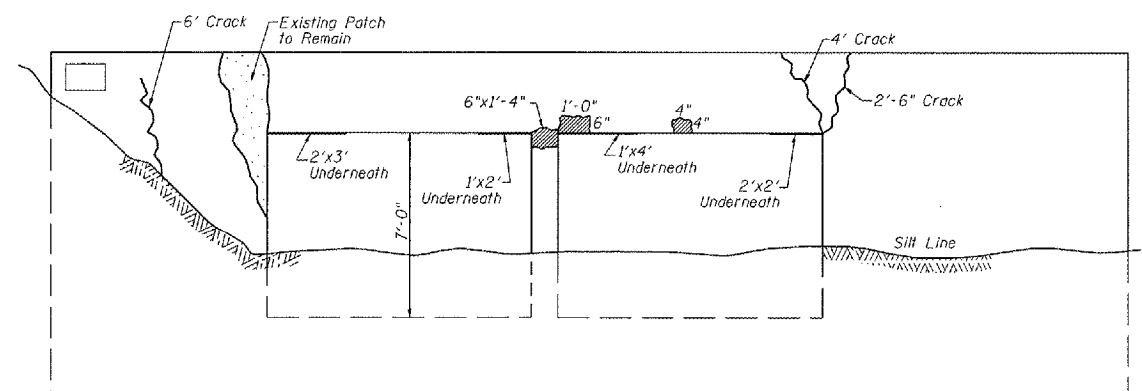 6' Crack
Existing Patch
to Remain
4' Crack
2'-6" Crack
6"x1'-4"
1'-0"
6"
4"
4"
2'x3'
Underneath
1'x2'
Underneath
1'x4'
Underneath
2'x2'
Underneath
7'-0"
Silt Line